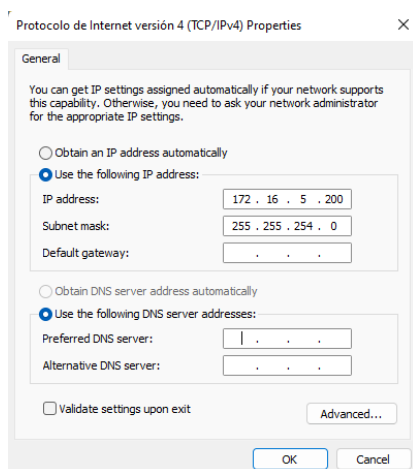 Protocolo de Internet versión 4 (TCP/IPv4) Properties
General
You can get IP settings assigned automatically if your network supports
this capability. Otherwise, you need to ask your network administrator
for the appropriate IP settings.
Obtain an IP address automatically
Use the following IP address:
IP address: 172 . 16 . 5 . 200
Subnet mask: 255 . 255 . 254 . 0
Default gateway: . . .
Obtain DNS server address automatically
Use the following DNS server addresses:
Preferred DNS server: . . .
Alternative DNS server: . . .
Validate settings upon exit
Advanced...
OK Cancel